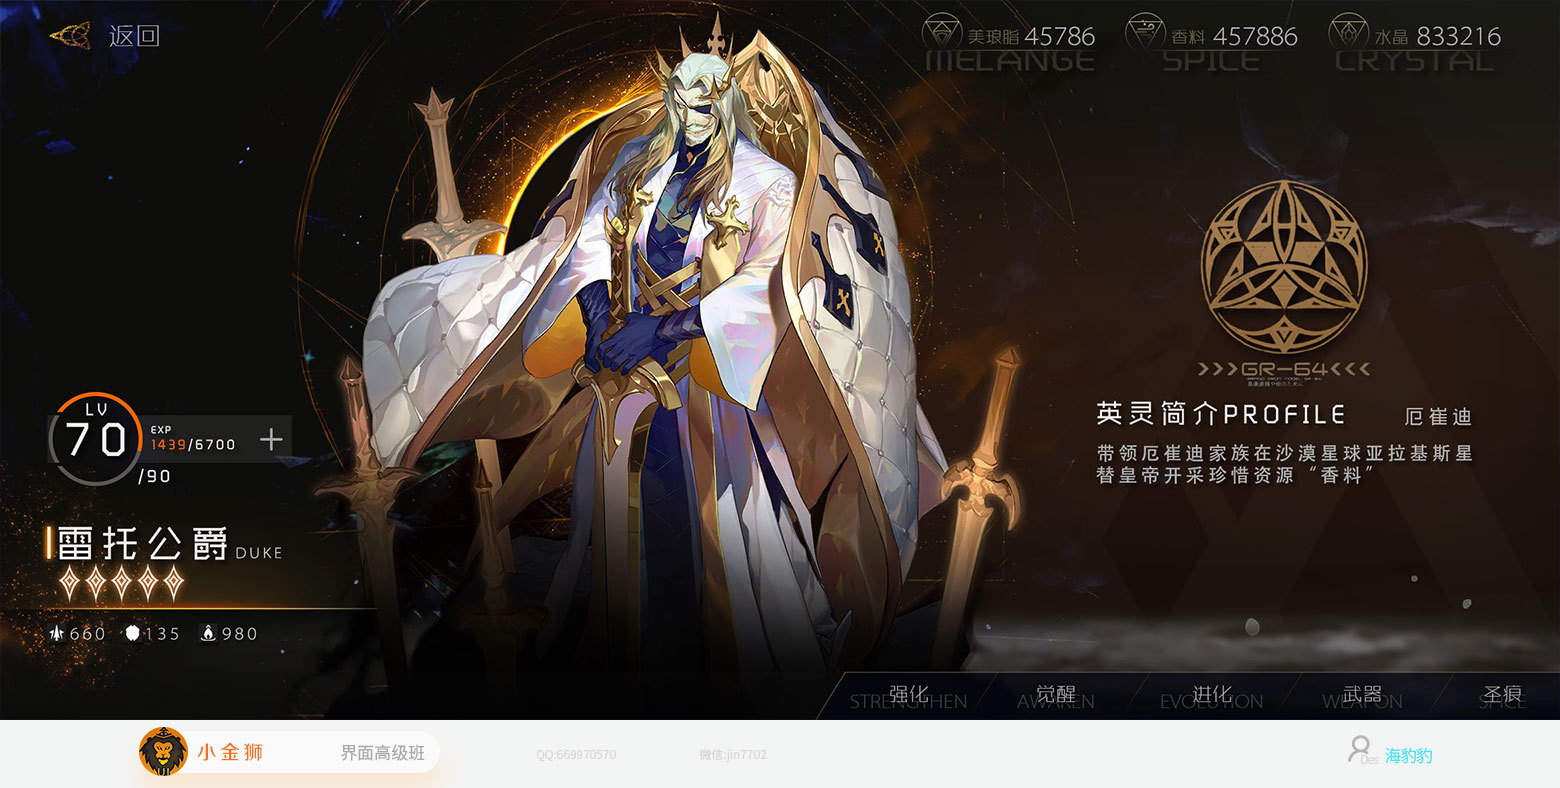 返回
美琅脂 45786
MELANGE
香料 457886
SPICE
水晶 833216
CRYSTAL
>>>GR-64<<<
英灵简介PROFILE 厄崔迪
带领厄崔迪家族在沙漠星球亚拉基斯星
替皇帝开采珍惜资源“香料”
LV
70
/90
EXP
1439/6700
+
雷托公爵 DUKE
660 135 980
强化 STRENGTHEN
觉醒 AWAKEN
进化 EVOLUTION
武器 WEAPON
圣痕 SPICE
小金狮 界面高级班
QQ:669970570
微信:jin7702
Des 海豹豹